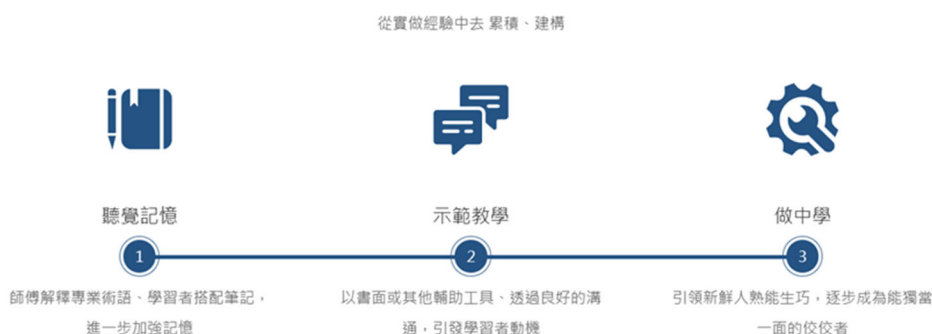 從實做經驗中去 累積、建構
聽覺記憶
示範教學
做中學
1
2
3
師傅解釋專業術語、學習者搭配筆記，
進一步加強記憶
以書面或其他輔助工具、透過良好的溝
通，引發學習者動機
引領新鮮人熟能生巧，逐步成為能獨當
一面的佼佼者